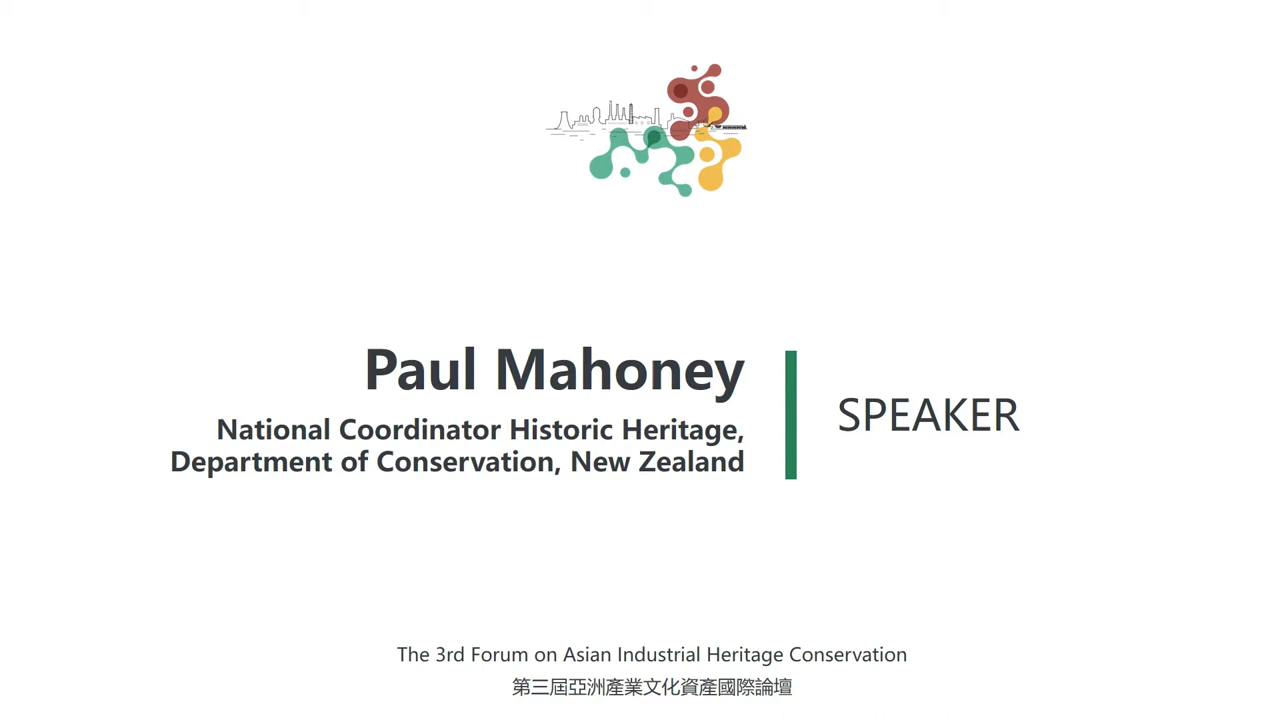 Paul Mahoney
National Coordinator Historic Heritage,
Department of Conservation, New Zealand
SPEAKER
The 3rd Forum on Asian Industrial Heritage Conservation
第三屆亞洲產業文化資產國際論壇